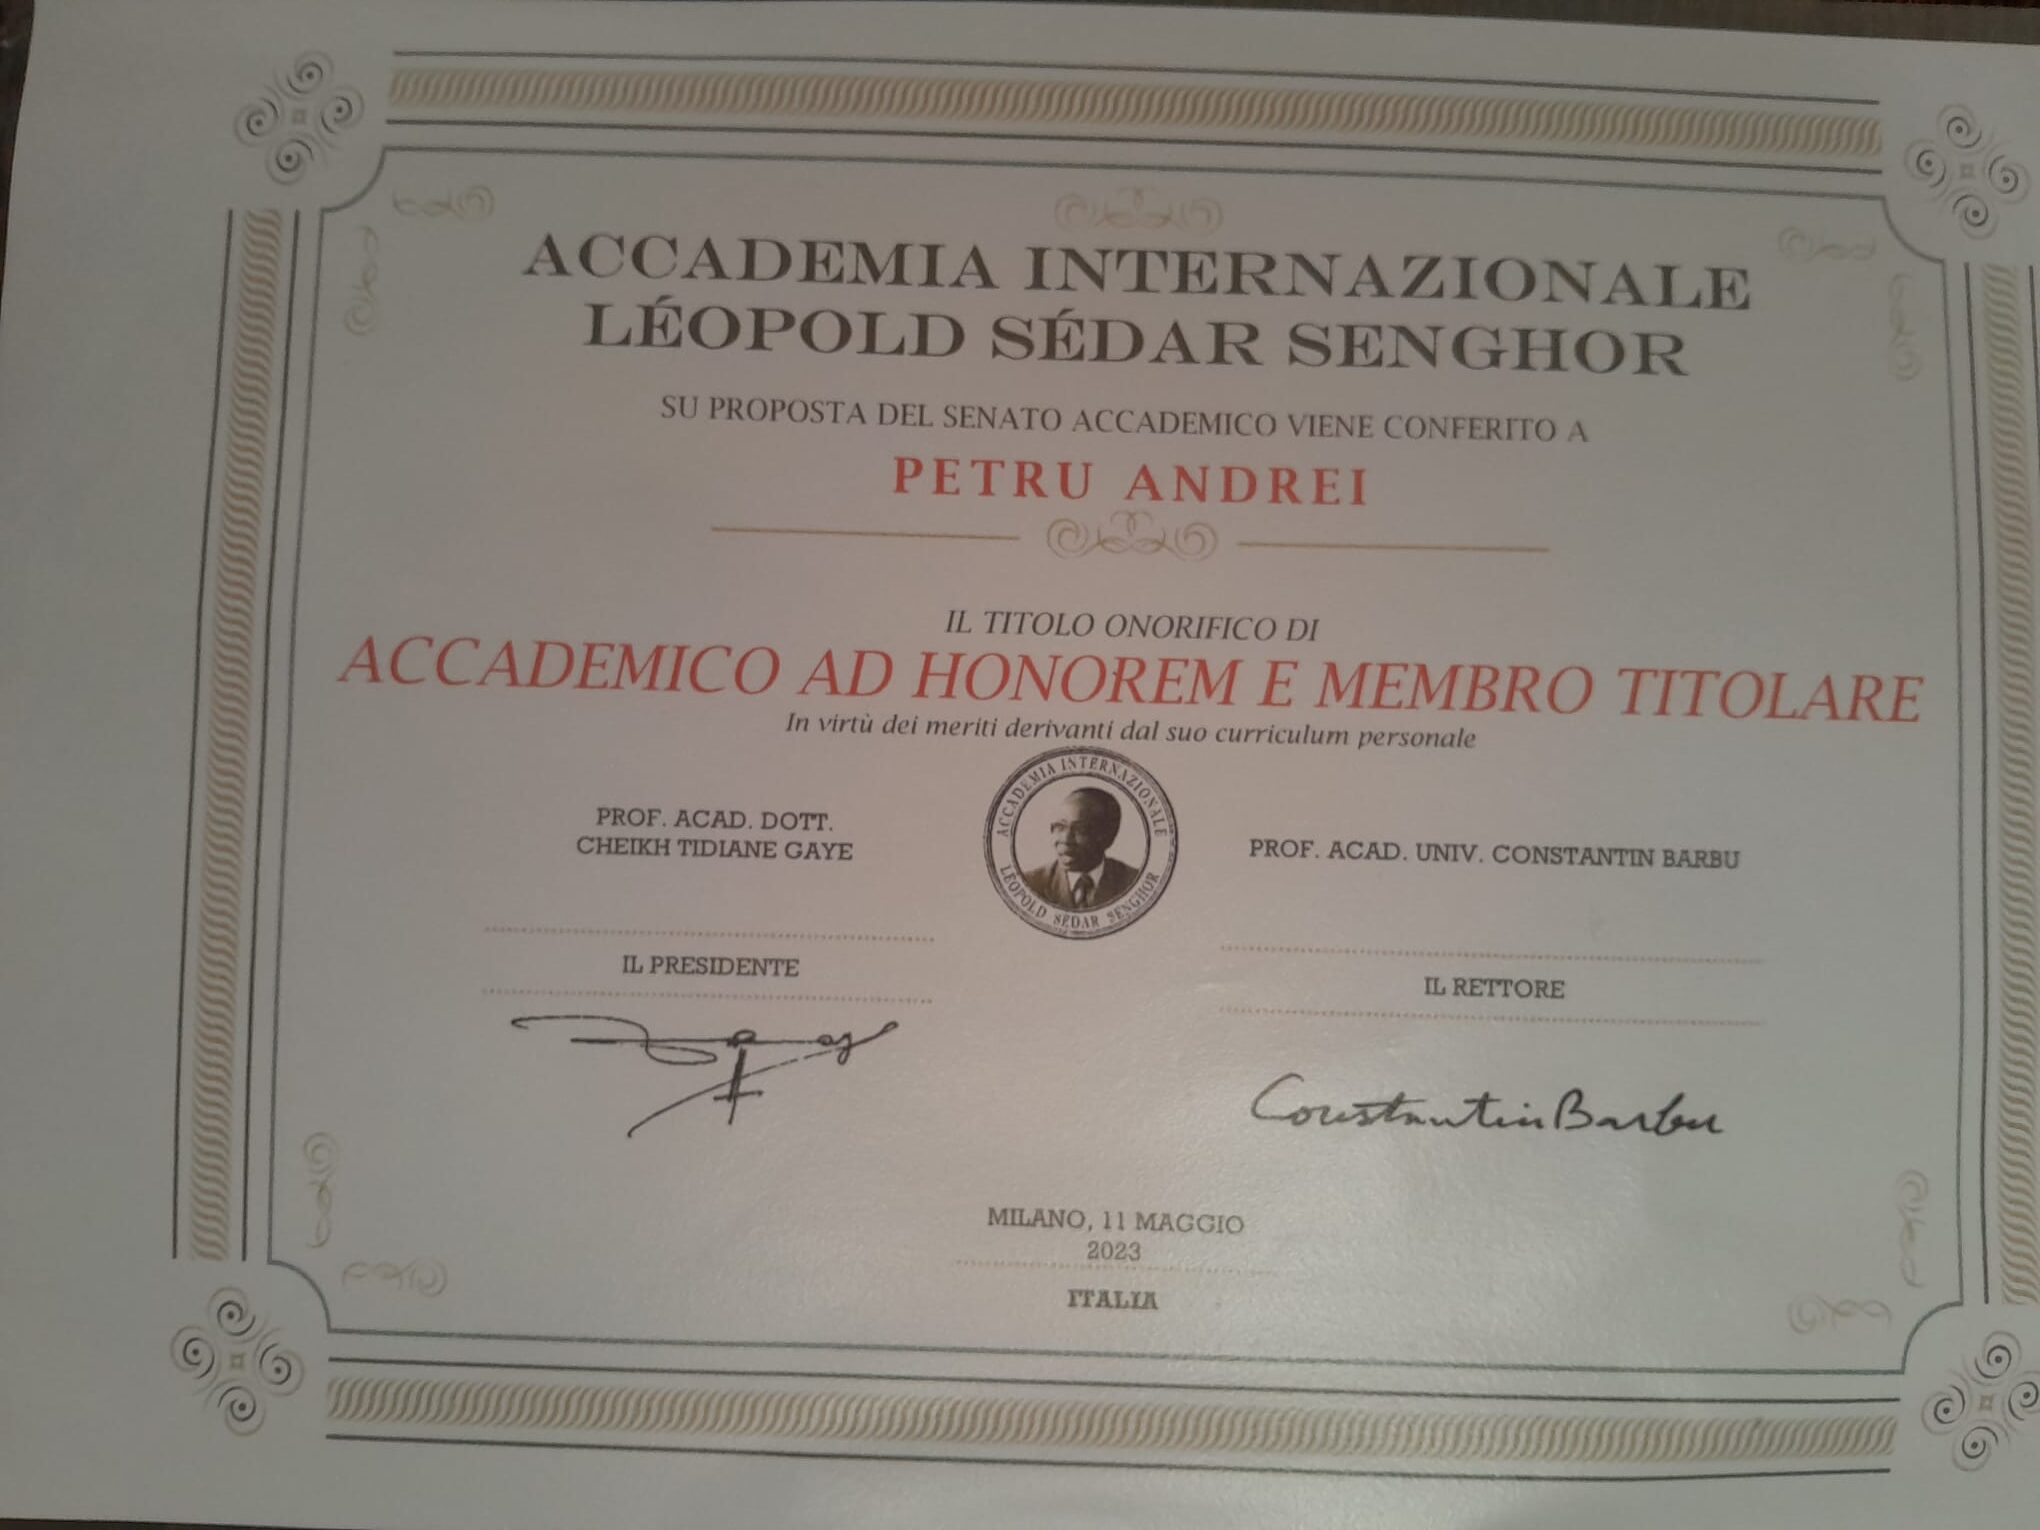 ACCADEMIA INTERNAZIONALE
LÉOPOLD SÉDAR SENGHOR
SU PROPOSTA DEL SENATO ACCADEMICO VIENE CONFERITO A
PETRU ANDREI
IL TITOLO ONORIFICO DI
ACCADEMICO AD HONOREM E MEMBRO TITOLARE
In virtù dei meriti derivanti dal suo curriculum personale
PROF. ACAD. DOTT.
CHEIKH TIDIANE GAYE
ACCADEMIA INTERNAZIONALE
LÉOPOLD SÉDAR SENGHOR
PROF. ACAD. UNIV. CONSTANTIN BARBU
IL PRESIDENTE
IL RETTORE
Constantin Barbu
MILANO, 11 MAGGIO
2023
ITALIA